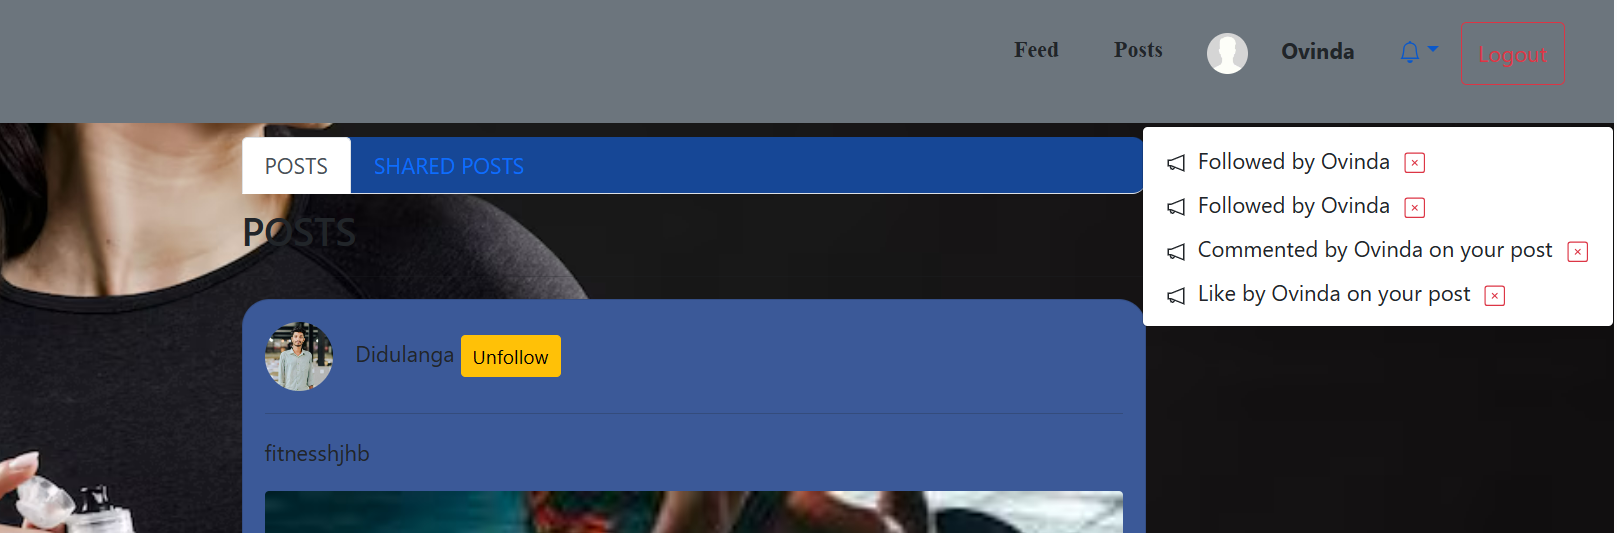 Feed Posts Ovinda Logout
POSTS SHARED POSTS
POSTS
Followed by Ovinda
Followed by Ovinda
Commented by Ovinda on your post
Like by Ovinda on your post
Didulanga Unfollow
fitnesshjhb